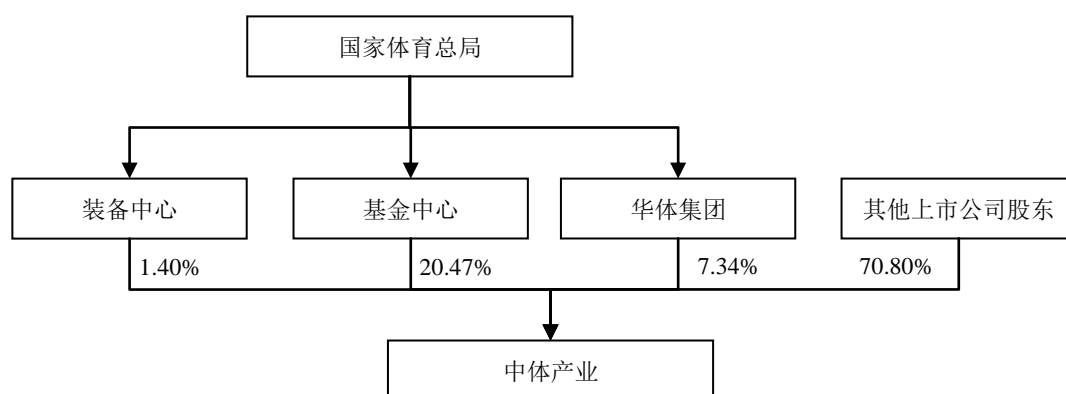 国家体育总局
装备中心
基金中心
华体集团
其他上市公司股东
1.40%
20.47%
7.34%
70.80%
中体产业